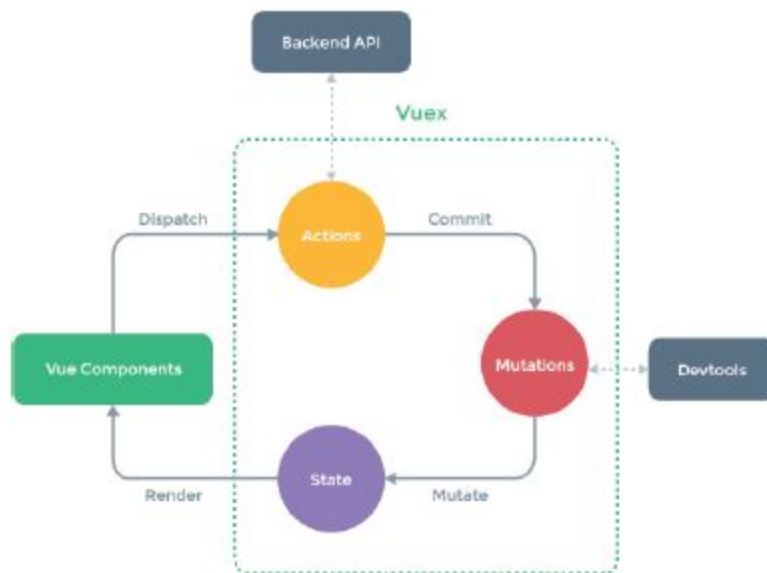 Backend API
Vuex
Dispatch
Actions
Commit
Vue Components
Mutations
Devtools
State
Render
Mutate